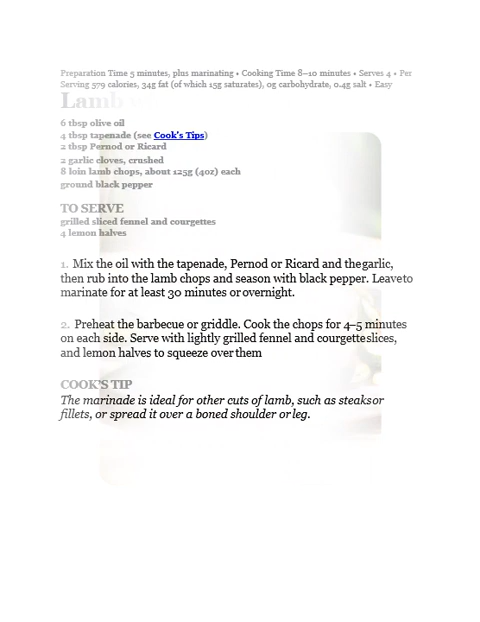 Preparation Time 5 minutes, plus marinating • Cooking Time 8–10 minutes • Serves 4 • Per
Serving 579 calories, 34g fat (of which 15g saturates), 0g carbohydrate, 0.4g salt • Easy
Lamb
6 tbsp olive oil
4 tbsp tapenade (see Cook's Tips)
2 tbsp Pernod or Ricard
2 garlic cloves, crushed
8 loin lamb chops, about 125g (4oz) each
ground black pepper
TO SERVE
grilled sliced fennel and courgettes
4 lemon halves
1. Mix the oil with the tapenade, Pernod or Ricard and thegarlic,
then rub into the lamb chops and season with black pepper. Leaveto
marinate for at least 30 minutes orovernight.
2. Preheat the barbecue or griddle. Cook the chops for 4–5 minutes
on each side. Serve with lightly grilled fennel and courgetteslices,
and lemon halves to squeeze overthem
COOK'S TIP
The marinade is ideal for other cuts of lamb, such as steaksor
fillets, or spread it over a boned shoulder orleg.